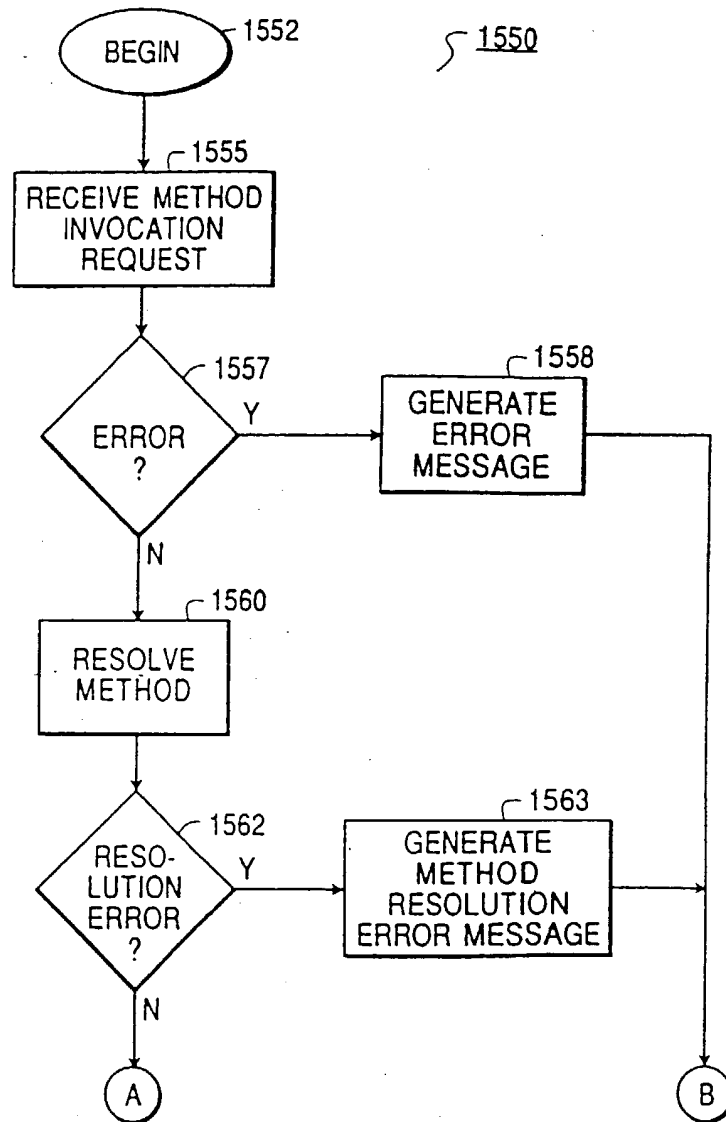 1552
BEGIN
1550
1555
RECEIVE METHOD
INVOCATION
REQUEST
1557
ERROR
?
Y
N
1558
GENERATE
ERROR
MESSAGE
1560
RESOLVE
METHOD
1562
RESO-
LUTION
ERROR
?
Y
N
1563
GENERATE
METHOD
RESOLUTION
ERROR MESSAGE
A
B